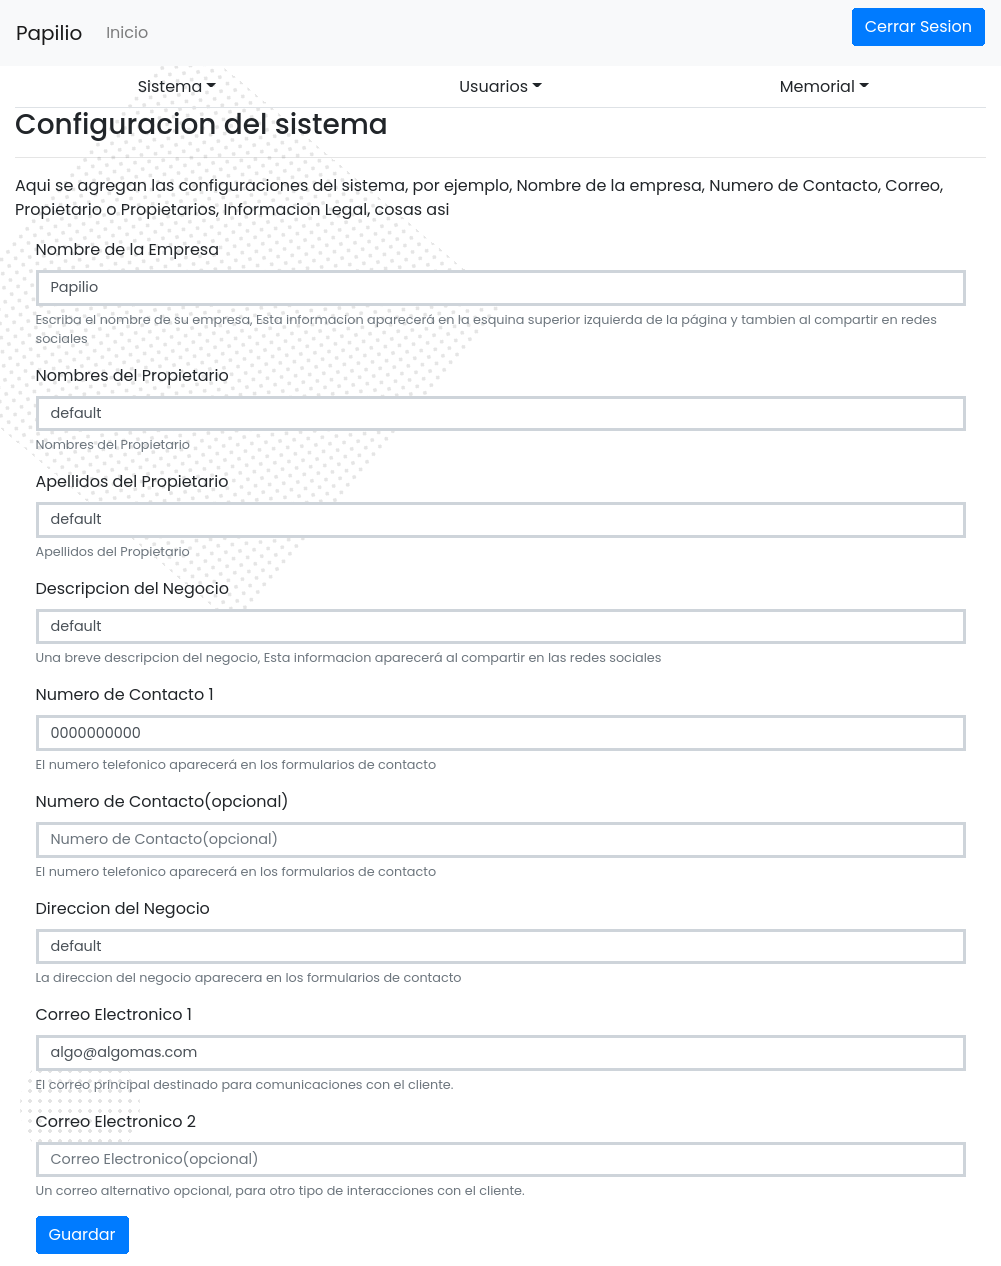 Papilio Inicio Cerrar Sesion
Sistema Usuarios Memorial
Configuracion del sistema
Aqui se agregan las configuraciones del sistema, por ejemplo, Nombre de la empresa, Numero de Contacto, Correo,
Propietario o Propietarios, Informacion Legal, cosas asi
Nombre de la Empresa
Papilio
Escriba el nombre de su empresa, Esta informacion aparecerá en la esquina superior izquierda de la página y tambien al compartir en redes
sociales
Nombres del Propietario
default
Nombres del Propietario
Apellidos del Propietario
default
Apellidos del Propietario
Descripcion del Negocio
default
Una breve descripcion del negocio, Esta informacion aparecerá al compartir en las redes sociales
Numero de Contacto 1
0000000000
El numero telefonico aparecerá en los formularios de contacto
Numero de Contacto(opcional)
Numero de Contacto(opcional)
El numero telefonico aparecerá en los formularios de contacto
Direccion del Negocio
default
La direccion del negocio aparecera en los formularios de contacto
Correo Electronico 1
algo@algomas.com
El correo principal destinado para comunicaciones con el cliente.
Correo Electronico 2
Correo Electronico(opcional)
Un correo alternativo opcional, para otro tipo de interacciones con el cliente.
Guardar